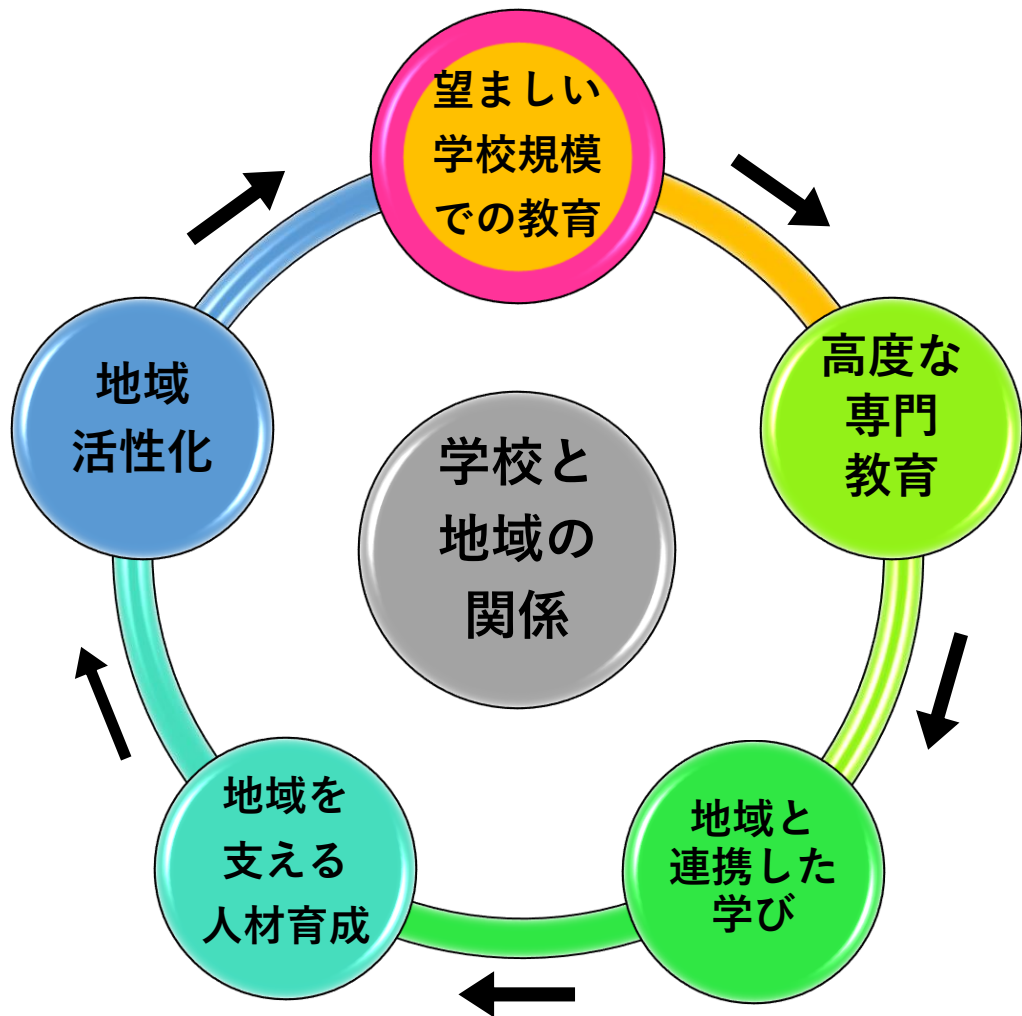 望ましい
学校規模
での教育
高度な
専門
教育
地域と
連携した
学び
地域を
支える
人材育成
地域
活性化
学校と
地域の
関係